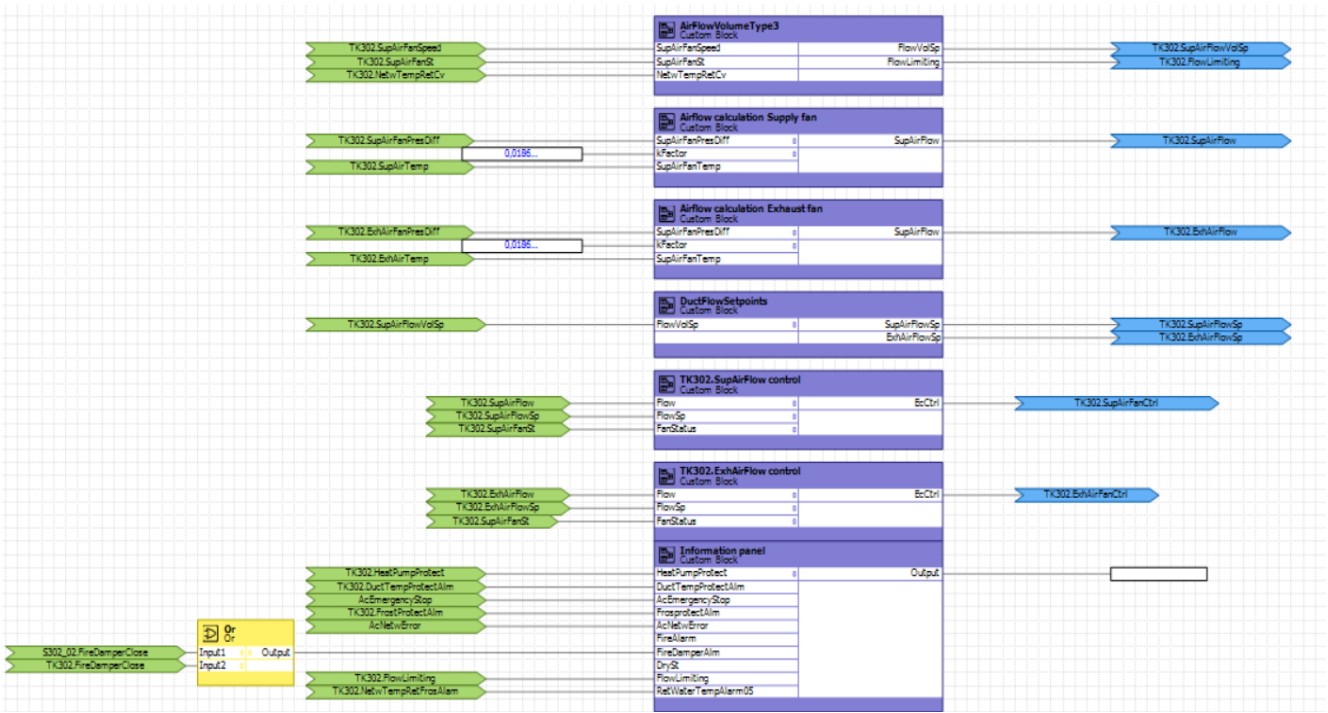 AirFlowVolumeType3
Custom Block
TK302.SupAirFanSpeed
SupAirFanSpeed
FlowVolSp
TK302.SupAirFlowVolSp
TK302.SupAirFanSt
SupAirFanSt
FlowLimiting
TK302.FlowLimiting
TK302.NetwTempRetCv
NetwTempRetCv
Airflow calculation Supply fan
Custom Block
TK302.SupAirFanPresDiff
SupAirFanPresDiff
SupAirFlow
TK302.SupAirFlow
0,0186...
kFactor
TK302.SupAirTemp
SupAirFanTemp
Airflow calculation Exhaust fan
Custom Block
TK302.ExhAirFanPresDiff
SupAirFanPresDiff
SupAirFlow
TK302.ExhAirFlow
0,0186...
kFactor
TK302.ExhAirTemp
SupAirFanTemp
DuctFlowSetpoints
Custom Block
TK302.SupAirFlowVolSp
FlowVolSp
SupAirFlowSp
TK302.SupAirFlowSp
ExhAirFlowSp
TK302.ExhAirFlowSp
TK302.SupAirFlow control
Custom Block
TK302.SupAirFlow
Flow
EcCtrl
TK302.SupAirFanCtrl
TK302.SupAirFlowSp
FlowSp
TK302.SupAirFanSt
FanStatus
TK302.ExhAirFlow control
Custom Block
TK302.ExhAirFlow
Flow
EcCtrl
TK302.ExhAirFanCtrl
TK302.ExhAirFlowSp
FlowSp
TK302.SupAirFanSt
FanStatus
Information panel
Custom Block
TK302.HeatPumpProtect
HeatPumpProtect
Output
TK302.DuctTempProtectAlm
DuctTempProtectAlm
AcEmergencyStop
AcEmergencyStop
TK302.FrostProtectAlm
FrosprotectAlm
AcNetwError
AcNetwError
FireAlarm
Or
Or
S302_02.FireDamperClose
Input1
Output
FireDamperAlm
TK302.FireDamperClose
Input2
DrySt
TK302.FlowLimiting
FlowLimiting
TK302.NetwTempRetFrosAlam
RetWaterTempAlarm05